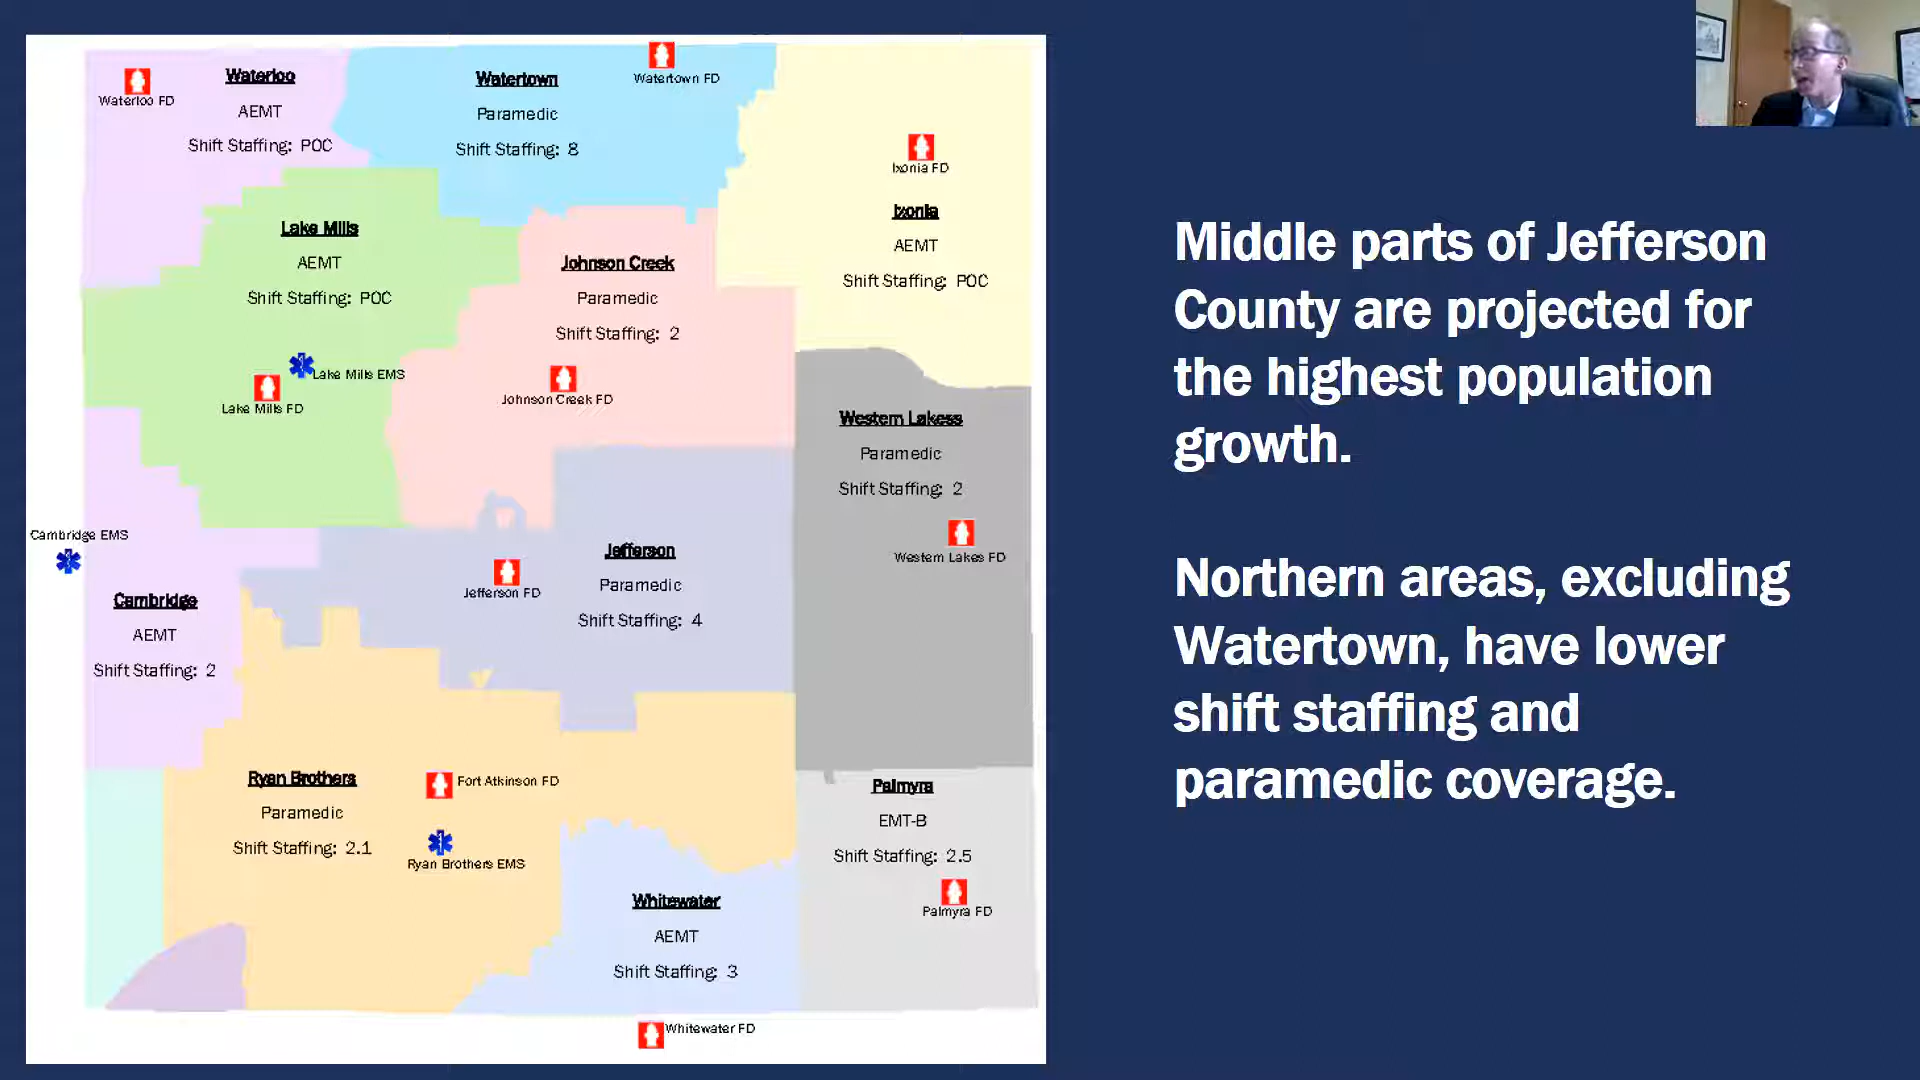 Waterloo
AEMT
Shift Staffing: POC
Waterloo FD
Watertown
Paramedic
Shift Staffing: 8
Watertown FD
Ixonia FD
Ixonia
AEMT
Shift Staffing: POC
Lake Mills
AEMT
Shift Staffing: POC
Lake Mills EMS
Lake Mills FD
Johnson Creek
Paramedic
Shift Staffing: 2
Johnson Creek FD
Western Lakess
Paramedic
Shift Staffing: 2
Western Lakes FD
Cambridge EMS
Cambridge
AEMT
Shift Staffing: 2
Jefferson
Paramedic
Shift Staffing: 4
Jefferson FD
Ryan Brothers
Paramedic
Shift Staffing: 2.1
Fort Atkinson FD
Ryan Brothers EMS
Palmyra
EMT-B
Shift Staffing: 2.5
Palmyra FD
Whitewater
AEMT
Shift Staffing: 3
Whitewater FD
Middle parts of Jefferson
County are projected for
the highest population
growth.
Northern areas, excluding
Watertown, have lower
shift staffing and
paramedic coverage.